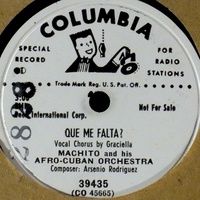 COLUMBIA
SPECIAL RECORD
FOR RADIO STATIONS
Trade Mark Reg. U.S. Pat. Off.
International Corp.
Not For Sale
QUE ME FALTA?
Vocal Chorus by Graciella
MACHITO and his
AFRO-CUBAN ORCHESTRA
Composer: Arsenio Rodriguez
39435
(CO 45665)